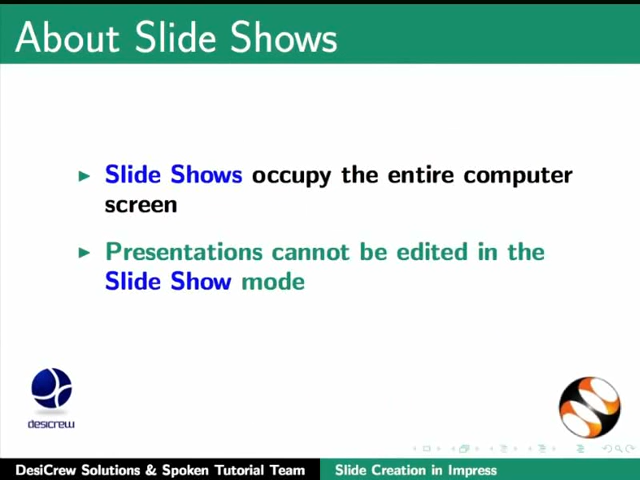 About Slide Shows
Slide Shows occupy the entire computer
screen
Presentations cannot be edited in the
Slide Show mode
desicrew
DesiCrew Solutions & Spoken Tutorial Team
Slide Creation in Impress